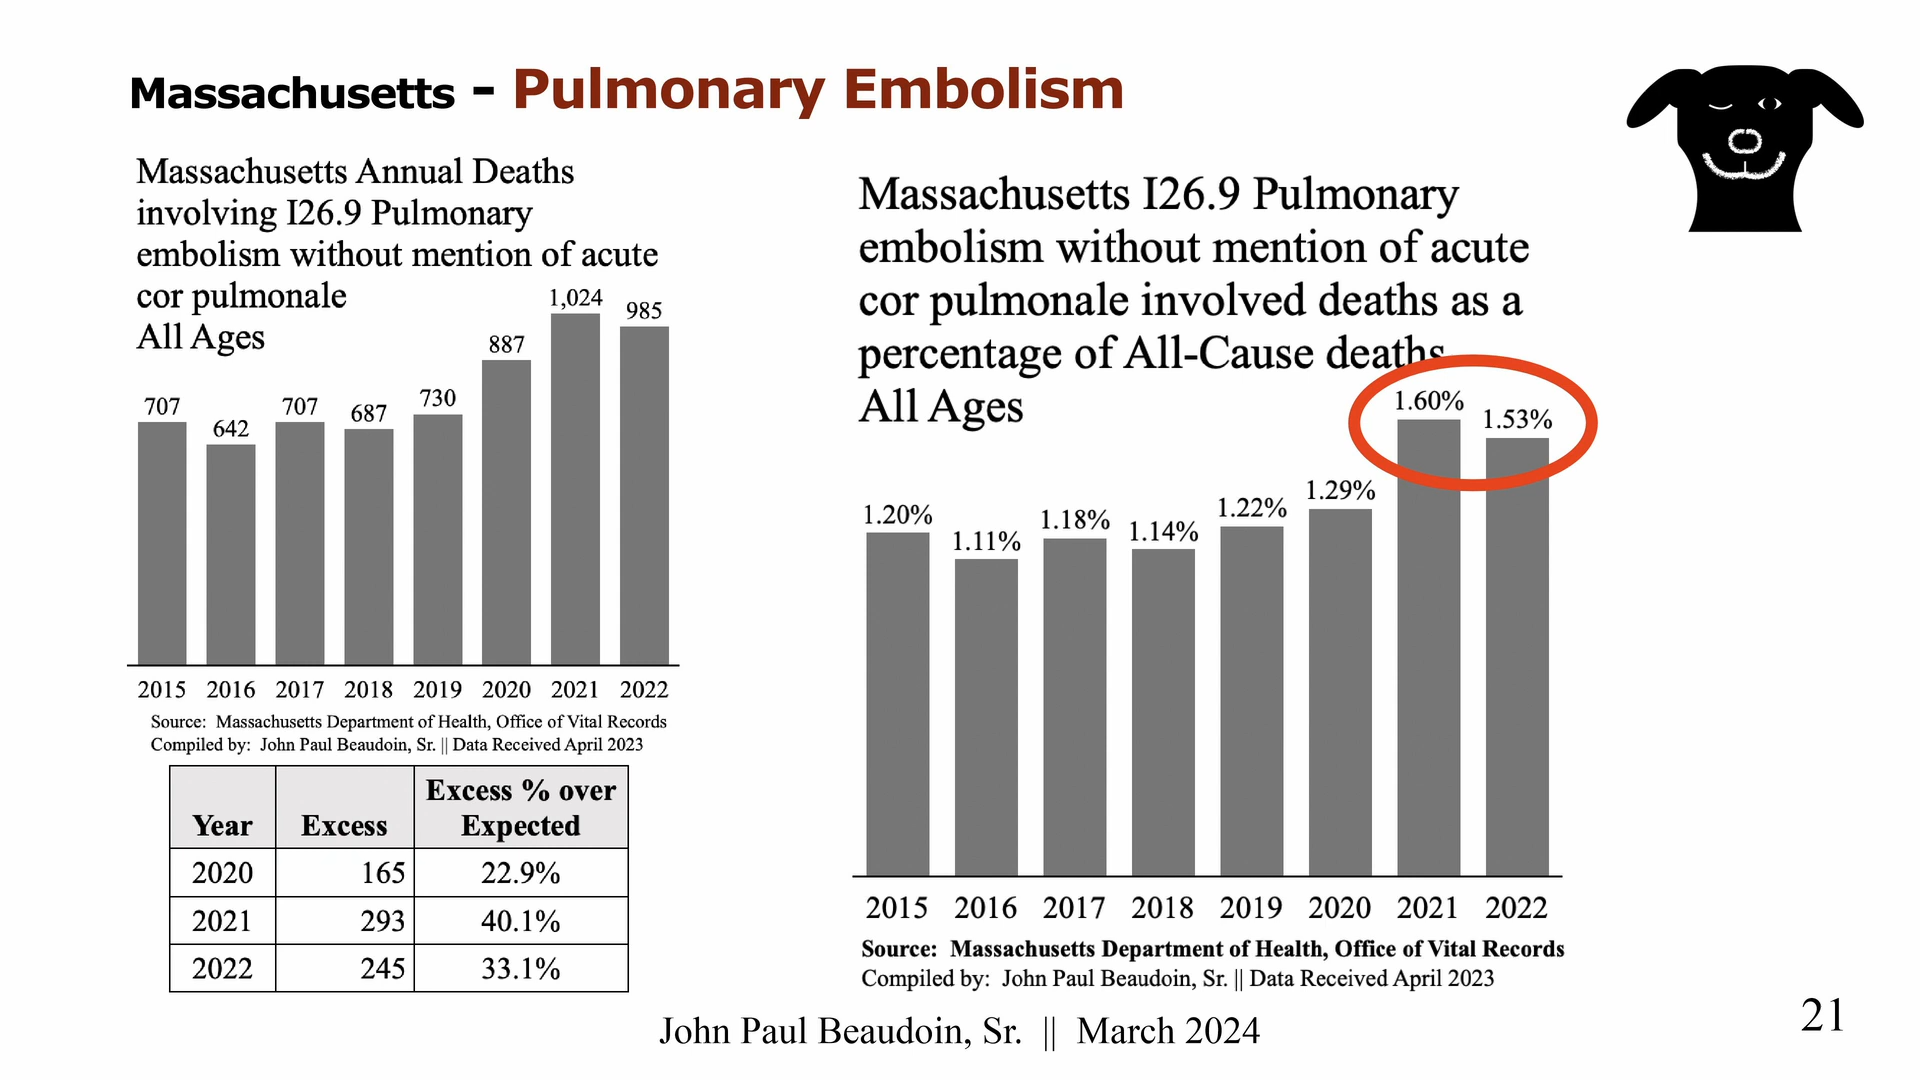 Massachusetts - Pulmonary Embolism
Massachusetts Annual Deaths
involving I26.9 Pulmonary
embolism without mention of acute
cor pulmonale
All Ages
707
642
707
687
730
887
1,024
985
2015 2016 2017 2018 2019 2020 2021 2022
Source: Massachusetts Department of Health, Office of Vital Records
Compiled by: John Paul Beaudoin, Sr. || Data Received April 2023
Year Excess Excess % over Expected
2020 165 22.9%
2021 293 40.1%
2022 245 33.1%
Massachusetts I26.9 Pulmonary
embolism without mention of acute
cor pulmonale involved deaths as a
percentage of All-Cause deaths
All Ages
1.20%
1.11%
1.18%
1.14%
1.22%
1.29%
1.60%
1.53%
2015 2016 2017 2018 2019 2020 2021 2022
Source: Massachusetts Department of Health, Office of Vital Records
Compiled by: John Paul Beaudoin, Sr. || Data Received April 2023
John Paul Beaudoin, Sr. || March 2024
21